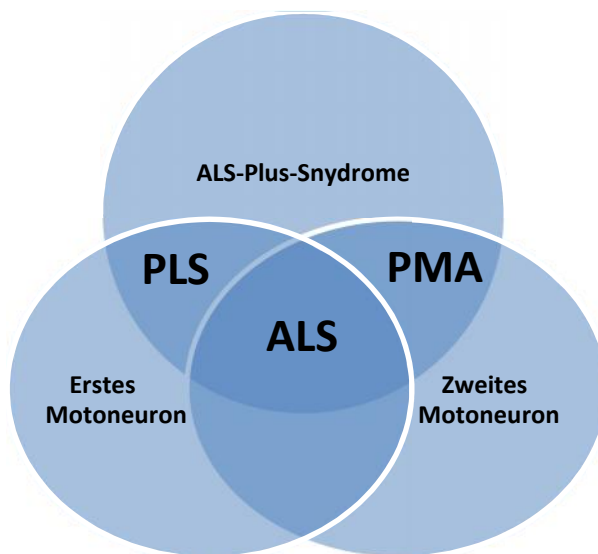 ALS-Plus-Snydrome
PLS
PMA
ALS
Erstes
Motoneuron
Zweites
Motoneuron